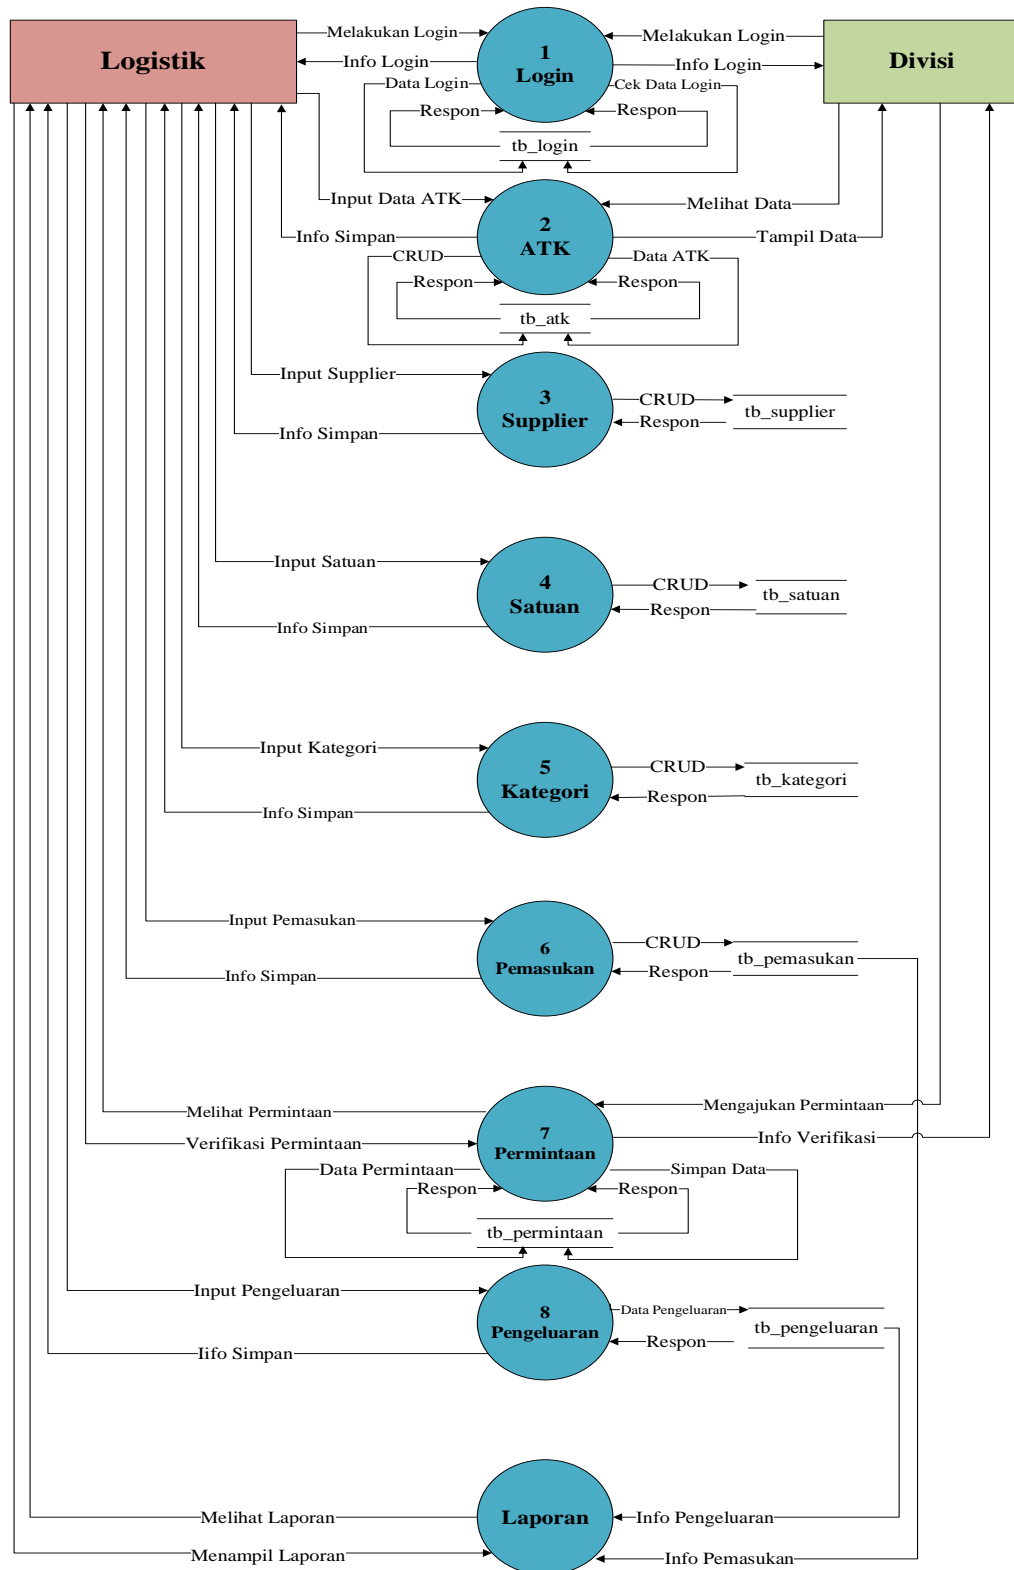 Logistik
Divisi
Melakukan Login
Info Login
Data Login
Respon
1
Login
Melakukan Login
Info Login
Cek Data Login
Respon
tb_login
Input Data ATK
Info Simpan
CRUD
Respon
2
ATK
Melihat Data
Tampil Data
Data ATK
Respon
tb_atk
Input Supplier
Info Simpan
3
Supplier
CRUD
Respon
tb_supplier
Input Satuan
Info Simpan
4
Satuan
CRUD
Respon
tb_satuan
Input Kategori
Info Simpan
5
Kategori
CRUD
Respon
tb_kategori
Input Pemasukan
Info Simpan
6
Pemasukan
CRUD
Respon
tb_pemasukan
Melihat Permintaan
Verifikasi Permintaan
Data Permintaan
Respon
7
Permintaan
Mengajukan Permintaan
Info Verifikasi
Simpan Data
Respon
tb_permintaan
Input Pengeluaran
Iifo Simpan
8
Pengeluaran
Data Pengeluaran
Respon
tb_pengeluaran
Melihat Laporan
Menampil Laporan
Laporan
Info Pengeluaran
Info Pemasukan